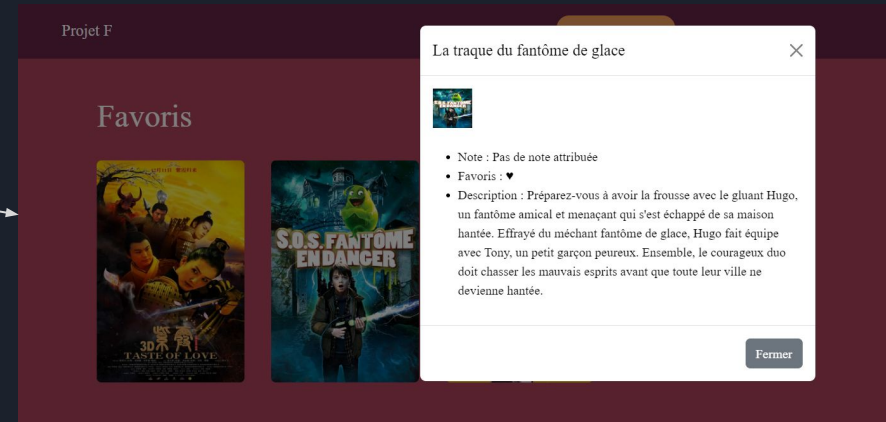 Projet F
Favoris
3D
TASTE OF LOVE
S.O.S. FANTÔME
EN DANGER
La traque du fantôme de glace
Note : Pas de note attribuée
Favoris : ♥
Description : Préparez-vous à avoir la frousse avec le gluant Hugo,
un fantôme amical et menaçant qui s'est échappé de sa maison
hantée. Effrayé du méchant fantôme de glace, Hugo fait équipe
avec Tony, un petit garçon peureux. Ensemble, le courageux duo
doit chasser les mauvais esprits avant que toute leur ville ne
devienne hantée.
Fermer